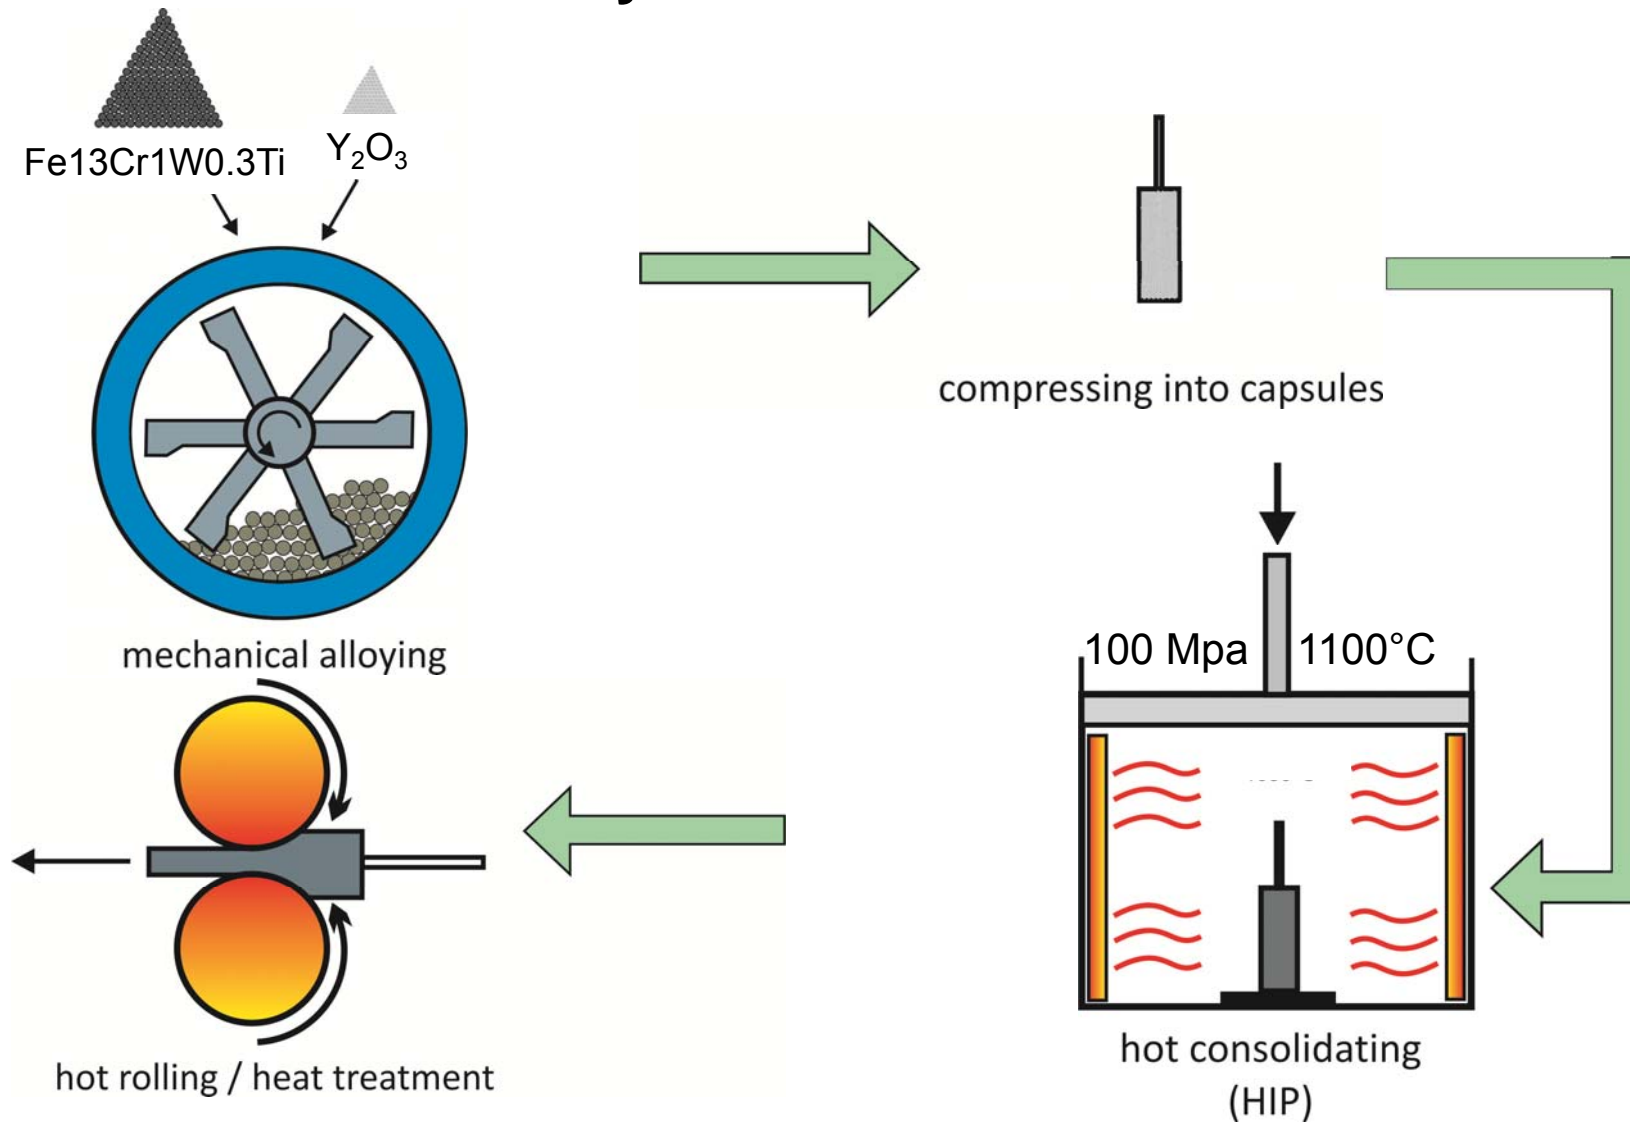 Fe13Cr1W0.3Ti
Y₂O₃
mechanical alloying
compressing into capsules
100 Mpa 1100°C
hot consolidating
(HIP)
hot rolling / heat treatment